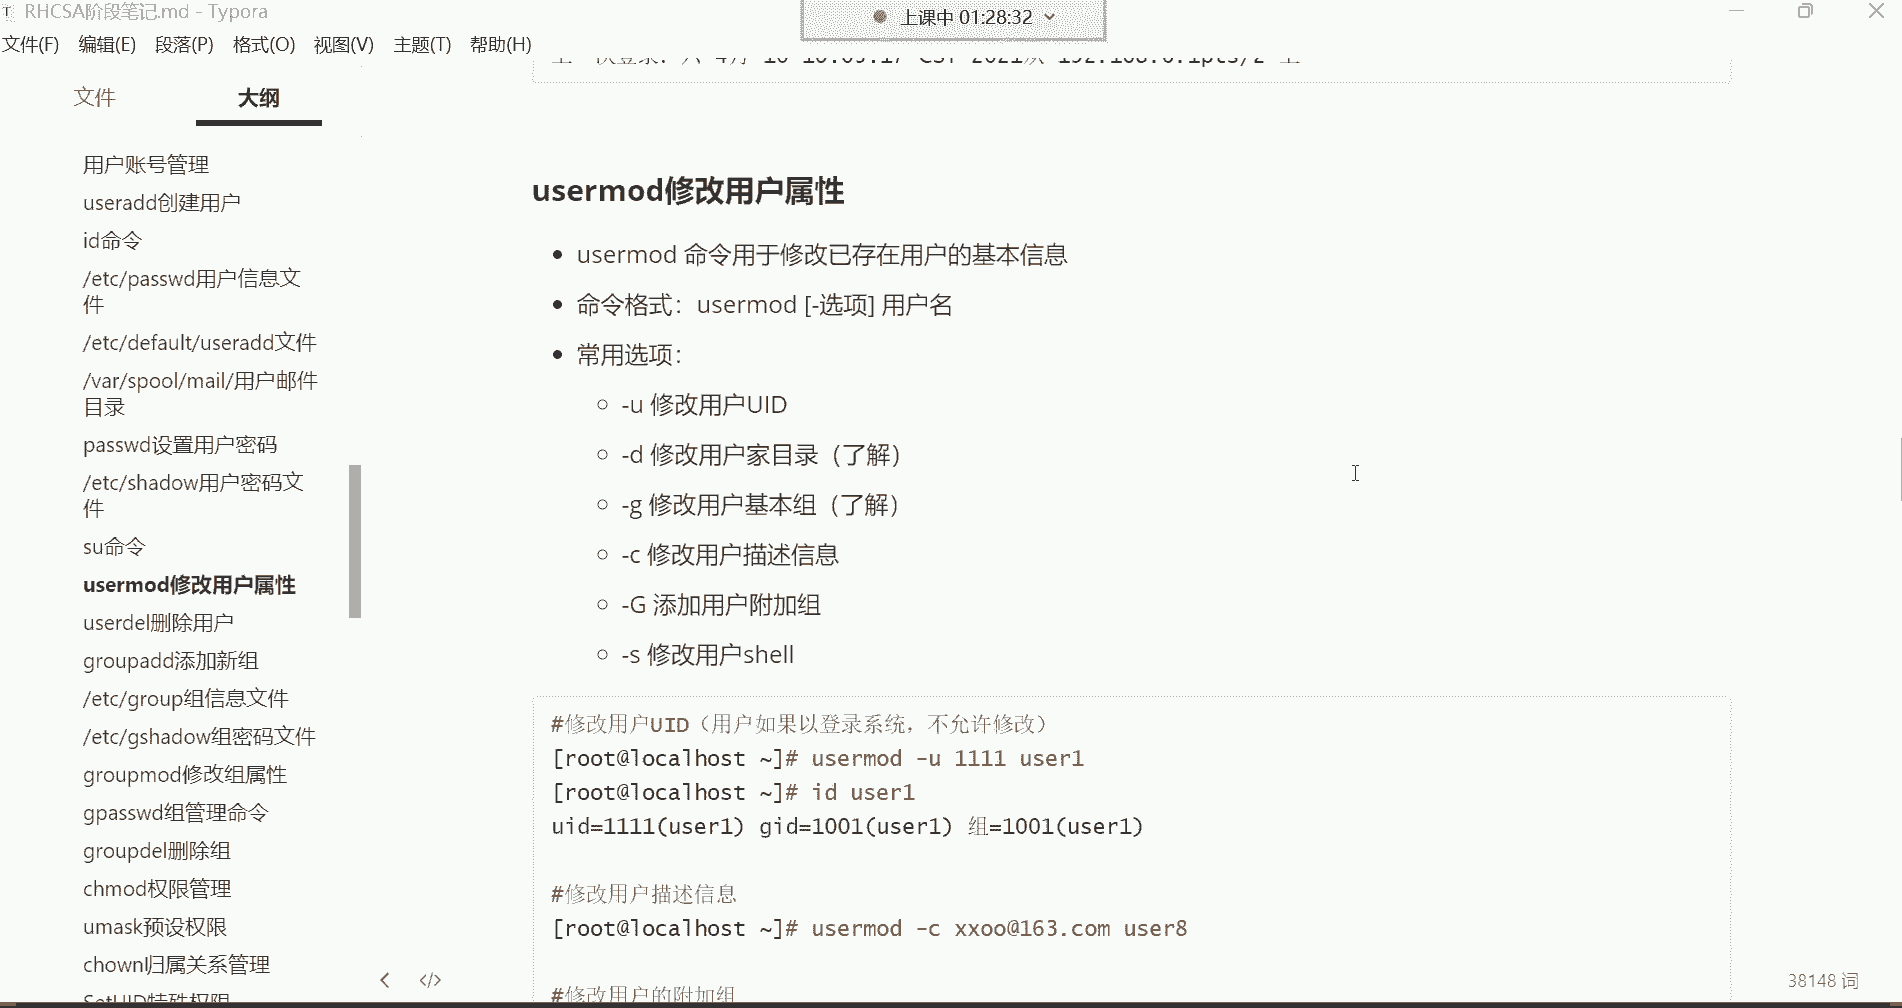 RHCSA阶段笔记.md - Typora
上课中 01:28:32
文件(F) 编辑(E) 段落(P) 格式(O) 视图(V) 主题(T) 帮助(H)
文件 大纲
用户账号管理
useradd创建用户
id命令
/etc/passwd用户信息文
件
/etc/default/useradd文件
/var/spool/mail/用户邮件
目录
passwd设置用户密码
/etc/shadow用户密码文
件
su命令
usermod修改用户属性
userdel删除用户
groupadd添加新组
/etc/group组信息文件
/etc/gshadow组密码文件
groupmod修改组属性
gpasswd组管理命令
groupdel删除组
chmod权限管理
umask预设权限
chown归属关系管理
SetUID特殊权限
usermod修改用户属性
usermod 命令用于修改已存在用户的基本信息
命令格式：usermod [-选项] 用户名
常用选项：
-u 修改用户UID
-d 修改用户家目录（了解）
-g 修改用户基本组（了解）
-c 修改用户描述信息
-G 添加用户附加组
-s 修改用户shell
#修改用户UID（用户如果以登录系统，不允许修改）
[root@localhost ~]# usermod -u 1111 user1
[root@localhost ~]# id user1
uid=1111(user1) gid=1001(user1) 组=1001(user1)
#修改用户描述信息
[root@localhost ~]# usermod -c xxoo@163.com user8
#修改用户的附加组
38148 词